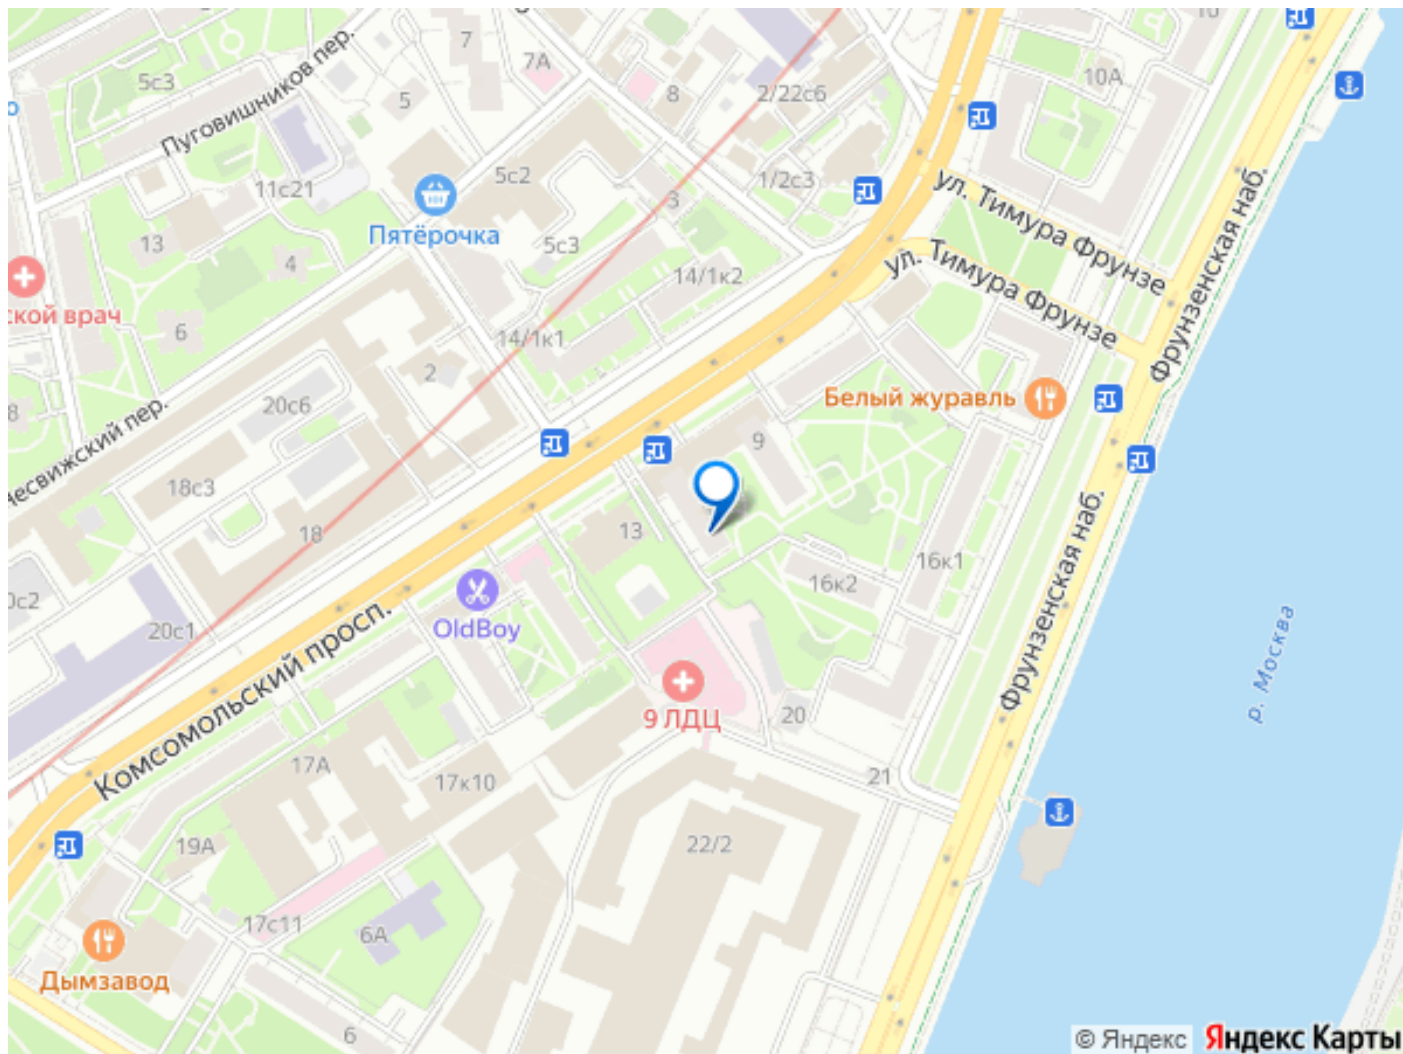 10
7
7А
5с3
5
8
2/22с6
10А
Пуговишников пер.
11с21
5с2
1/2с3
3
ул. Тимура Фрунзе
Пятёрочка
13
4
5с3
14/1к2
ул. Тимура Фрунзе
Фрунзенская наб.
ской врач
6
14/1к1
2
20с6
Белый журавль
9
18с3
18
13
16к1
16к2
Фрунзенская наб.
20с1
OldBoy
Комсомольский просп.
9 ЛДЦ
20
р. Москва
17А
17к10
21
19А
22/2
17с11
6А
Дымзавод
6
© Яндекс Яндекс Карты